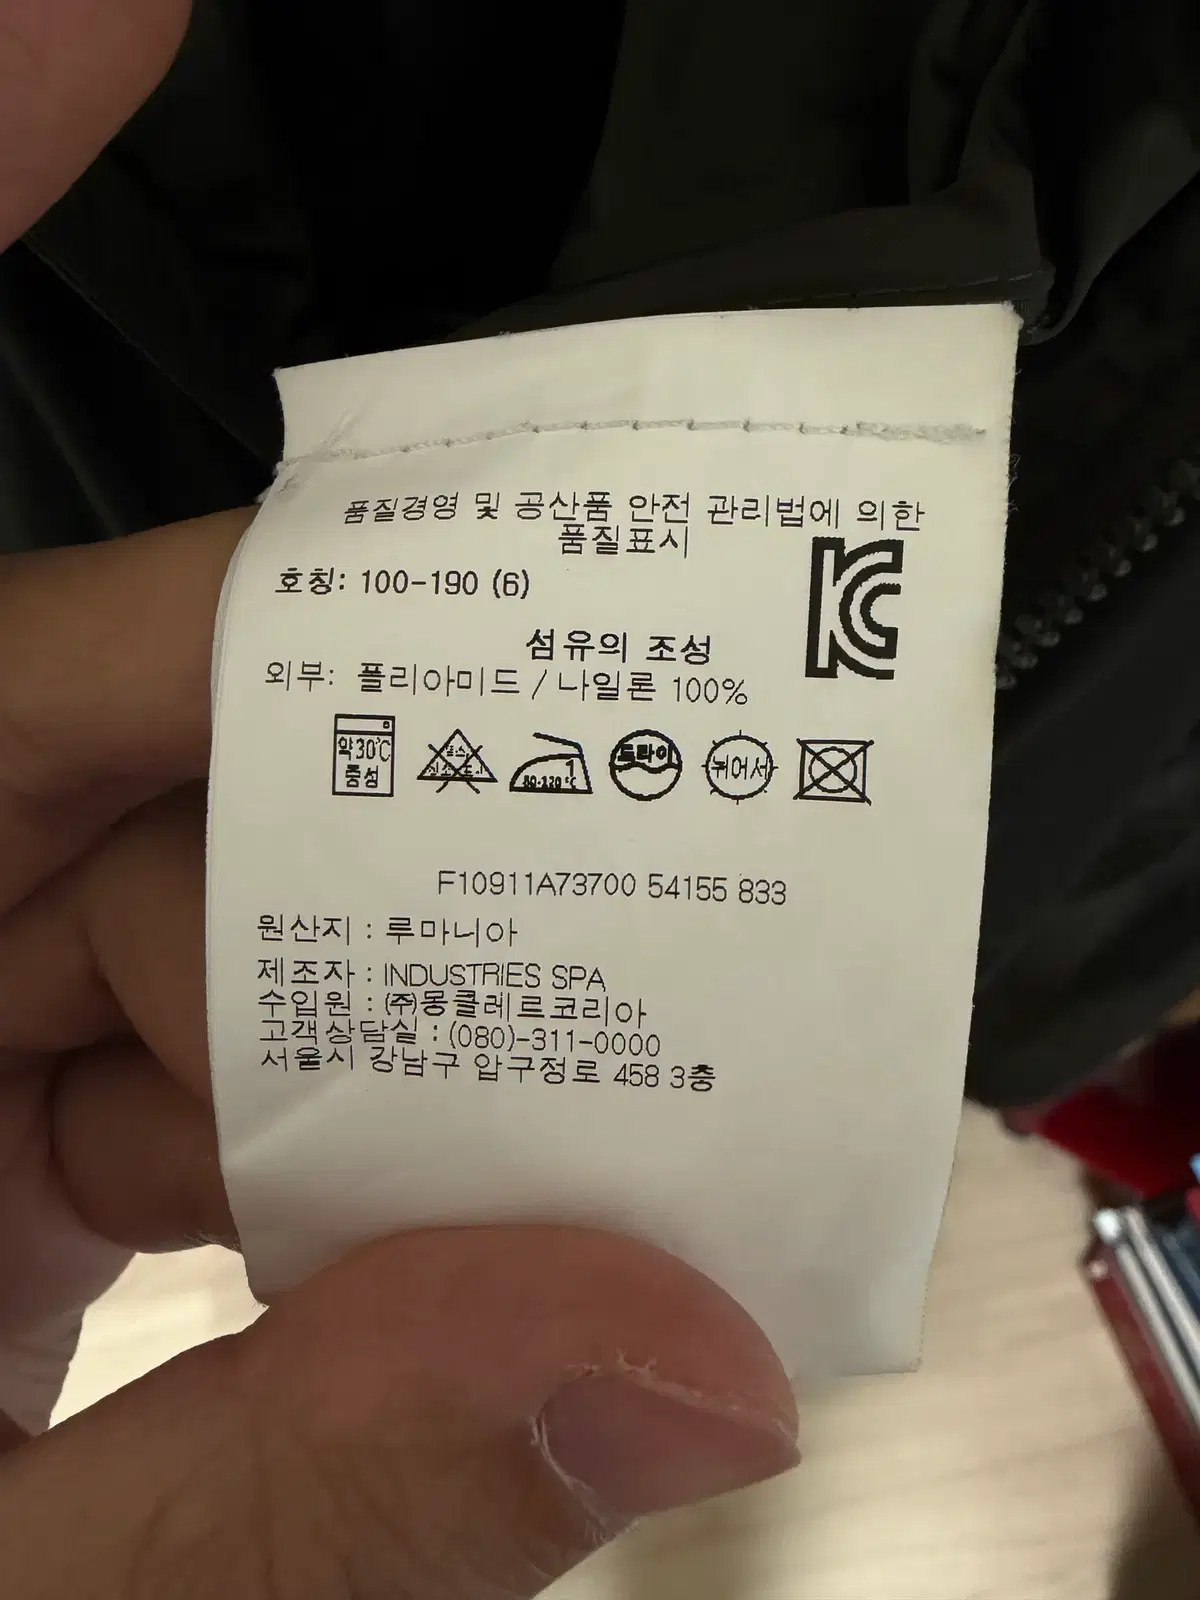 품질경영 및 공산품 안전 관리법에 의한
품질표시
호칭: 100-190 (6)
섬유의 조성
외부: 폴리아미드 / 나일론 100%
약30℃
중성
80-120℃
드라이
뉘어서
F10911A73700 54155 833
원산지 : 루마니아
제조자 : INDUSTRIES SPA
수입원 : ㈜몽클레르코리아
고객상담실 : (080)-311-0000
서울시 강남구 압구정로 458 3층